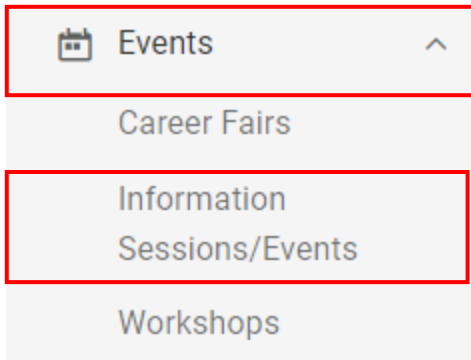 Events
Career Fairs
Information
Sessions/Events
Workshops